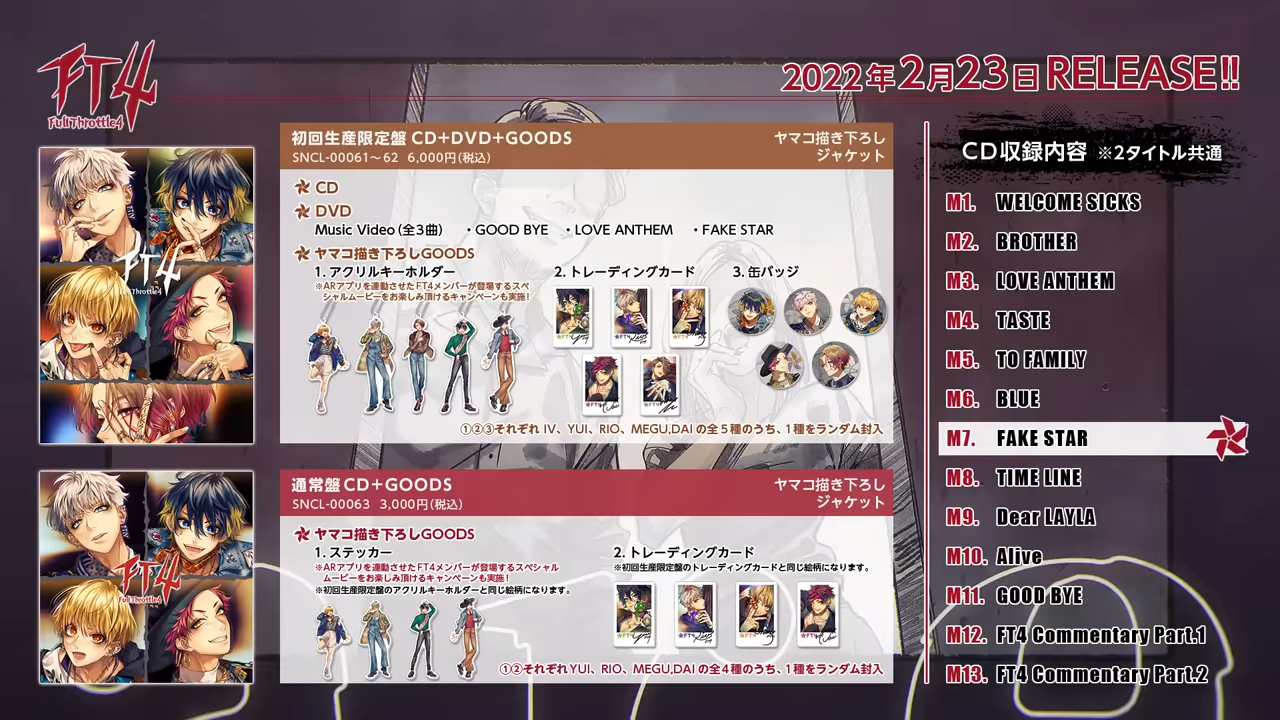 FT4
Full Throttle4
2022年2月23日 RELEASE!!
初回生産限定盤 CD+DVD+GOODS
SNCL-00061～62 6,000円(税込)
ヤマコ描き下ろし
ジャケット
CD
DVD
Music Video（全3曲） ・GOOD BYE ・LOVE ANTHEM ・FAKE STAR
ヤマコ描き下ろしGOODS
1. アクリルキーホルダー
※ARアプリを連動させたFT4メンバーが登場するスペ
シャルムービーをお楽しみ頂けるキャンペーンも実施！
2. トレーディングカード
3. 缶バッジ
①②③それぞれ IV、YUI、RIO、MEGU,DAI の全5種のうち、1種をランダム封入
FT4
Full Throttle4
通常盤 CD+GOODS
SNCL-00063 3,000円(税込)
ヤマコ描き下ろし
ジャケット
ヤマコ描き下ろしGOODS
1. ステッカー
※ARアプリを連動させたFT4メンバーが登場するスペシャル
ムービーをお楽しみ頂けるキャンペーンも実施！
※初回生産限定盤のアクリルキーホルダーと同じ絵柄になります。
2. トレーディングカード
※初回生産限定盤のトレーディングカードと同じ絵柄になります。
①②それぞれYUI、RIO、MEGU,DAI の全4種のうち、1種をランダム封入
FT4
Full Throttle4
CD収録内容 ※2タイトル共通
M1. WELCOME SICKS
M2. BROTHER
M3. LOVE ANTHEM
M4. TASTE
M5. TO FAMILY
M6. BLUE
M7. FAKE STAR
M8. TIME LINE
M9. Dear LAYLA
M10. Alive
M11. GOOD BYE
M12. FT4 Commentary Part.1
M13. FT4 Commentary Part.2